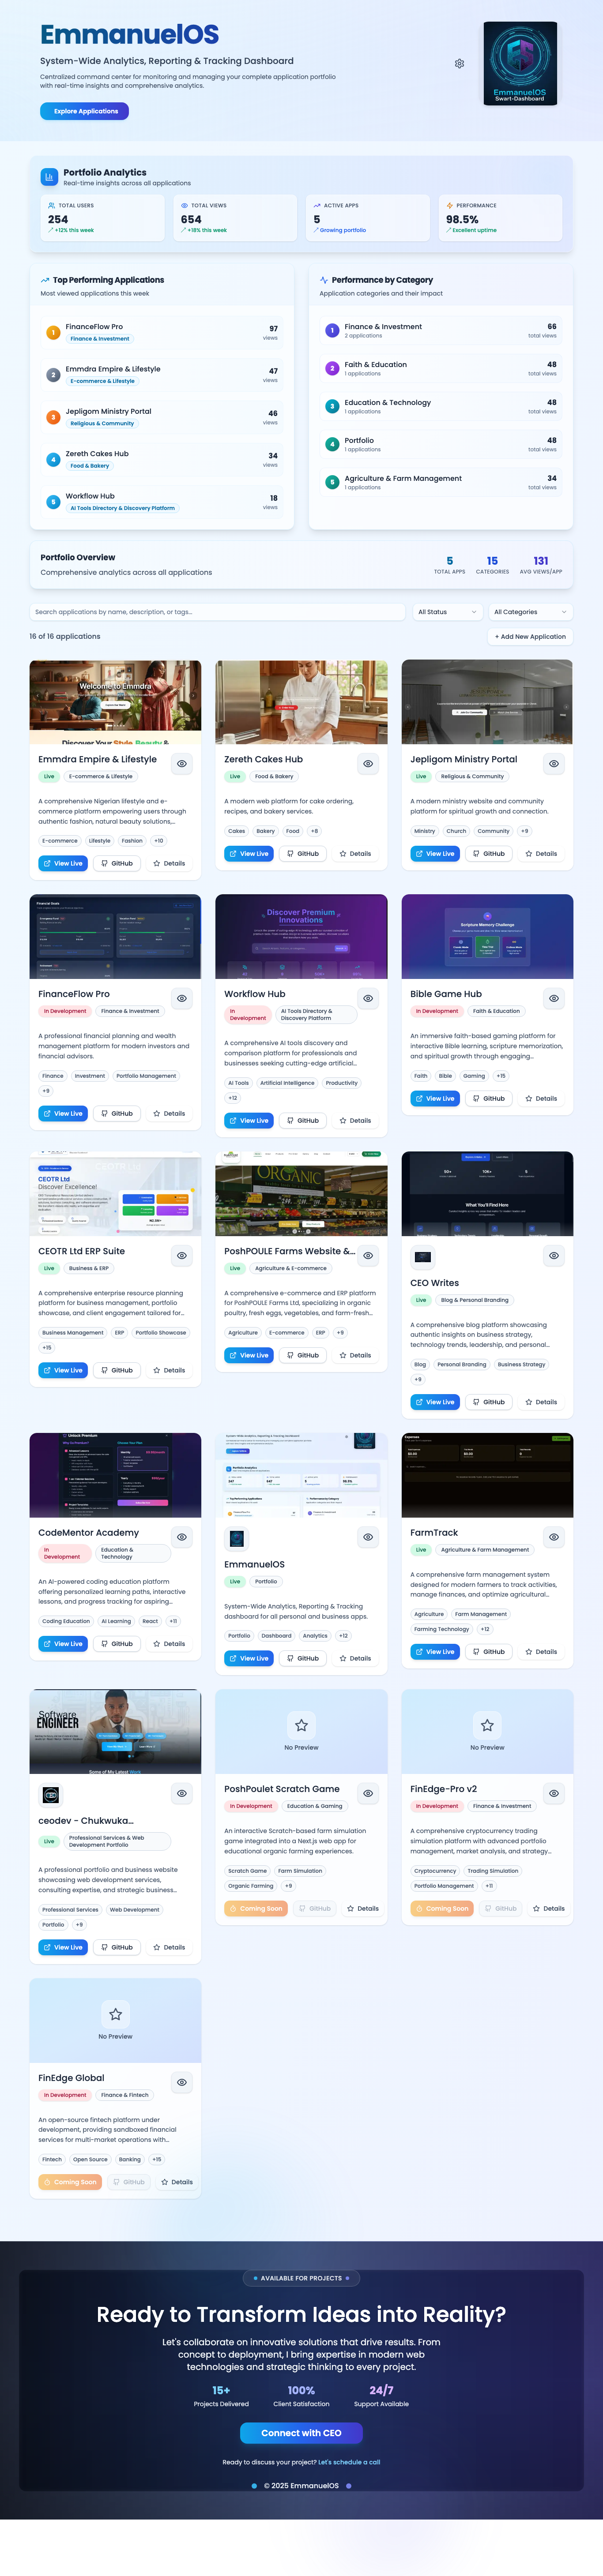 EmmanuelOS
System-Wide Analytics, Reporting & Tracking Dashboard
Centralized command center for monitoring and managing your complete application portfolio
with real-time insights and comprehensive analytics.
Explore Applications
EmmanuelOS
Swart-Dashboard
Portfolio Analytics
Real-time insights across all applications
TOTAL USERS
254
+12% this week
TOTAL VIEWS
654
+18% this week
ACTIVE APPS
5
Growing portfolio
PERFORMANCE
98.5%
Excellent uptime
Top Performing Applications
Most viewed applications this week
1
FinanceFlow Pro
Finance & Investment
97
views
2
Emmdra Empire & Lifestyle
E-commerce & Lifestyle
47
views
3
Jepligom Ministry Portal
Religious & Community
46
views
4
Zereth Cakes Hub
Food & Bakery
34
views
5
Workflow Hub
AI Tools Directory & Discovery Platform
18
views
Performance by Category
Application categories and their impact
1
Finance & Investment
2 applications
66
total views
2
Faith & Education
1 applications
48
total views
3
Education & Technology
1 applications
48
total views
4
Portfolio
1 applications
48
total views
5
Agriculture & Farm Management
1 applications
34
total views
Portfolio Overview
Comprehensive analytics across all applications
5
TOTAL APPS
15
CATEGORIES
131
AVG VIEWS/APP
Search applications by name, description, or tags...
All Status
All Categories
16 of 16 applications
+ Add New Application
Welcome to Emmdra
Discover Your Style, Beauty &
Emmdra Empire & Lifestyle
Live
E-commerce & Lifestyle
A comprehensive Nigerian lifestyle and e-
commerce platform empowering users through
authentic fashion, natural beauty solutions,...
E-commerce
Lifestyle
Fashion
+10
View Live
GitHub
Details
Zereth Cakes Hub
Live
Food & Bakery
A modern web platform for cake ordering,
recipes, and bakery services.
Cakes
Bakery
Food
+8
View Live
GitHub
Details
Jepligom Ministry Portal
Live
Religious & Community
A modern ministry website and community
platform for spiritual growth and connection.
Ministry
Church
Community
+9
View Live
GitHub
Details
Financial Goals
FinanceFlow Pro
In Development
Finance & Investment
A professional financial planning and wealth
management platform for modern investors and
financial advisors.
Finance
Investment
Portfolio Management
+9
View Live
GitHub
Details
Discover Premium
Innovations
Workflow Hub
In
Development
AI Tools Directory &
Discovery Platform
A comprehensive AI tools discovery and
comparison platform for professionals and
businesses seeking cutting-edge artificial...
AI Tools
Artificial Intelligence
Productivity
+12
View Live
GitHub
Details
Scripture Memory Challenge
Bible Game Hub
In Development
Faith & Education
An immersive faith-based gaming platform for
interactive Bible learning, scripture memorization,
and spiritual growth through engaging...
Faith
Bible
Gaming
+15
View Live
GitHub
Details
CEOTR Ltd
Discover Excellence!
CEOTR Ltd ERP Suite
Live
Business & ERP
A comprehensive enterprise resource planning
platform for business management, portfolio
showcase, and client engagement tailored for...
Business Management
ERP
Portfolio Showcase
+15
View Live
GitHub
Details
ORGANIC
PoshPOULE Farms Website &...
Live
Agriculture & E-commerce
A comprehensive e-commerce and ERP platform
for PoshPOULE Farms Ltd, specializing in organic
poultry, fresh eggs, vegetables, and farm-fresh...
Agriculture
E-commerce
ERP
+9
View Live
GitHub
Details
What You'll Find Here
CEO Writes
Live
Blog & Personal Branding
A comprehensive blog platform showcasing
authentic insights on business strategy,
technology trends, leadership, and personal...
Blog
Personal Branding
Business Strategy
+9
View Live
GitHub
Details
Unlock Premium
CodeMentor Academy
In
Development
Education &
Technology
An AI-powered coding education platform
offering personalized learning paths, interactive
lessons, and progress tracking for aspiring...
Coding Education
AI Learning
React
+11
View Live
GitHub
Details
Portfolio Analytics
EmmanuelOS
Live
Portfolio
System-Wide Analytics, Reporting & Tracking
dashboard for all personal and business apps.
Portfolio
Dashboard
Analytics
+12
View Live
GitHub
Details
Expenses
FarmTrack
Live
Agriculture & Farm Management
A comprehensive farm management system
designed for modern farmers to track activities,
manage finances, and optimize agricultural...
Agriculture
Farm Management
Farming Technology
+12
View Live
GitHub
Details
Software
ENGINEER
Some of My Latest Work
ceodev - Chukwuka...
Live
Professional Services & Web
Development Portfolio
A professional portfolio and business website
showcasing web development services,
consulting expertise, and strategic business...
Professional Services
Web Development
Portfolio
+9
View Live
GitHub
Details
No Preview
PoshPoulet Scratch Game
In Development
Education & Gaming
An interactive Scratch-based farm simulation
game integrated into a Next.js web app for
educational organic farming experiences.
Scratch Game
Farm Simulation
Organic Farming
+9
Coming Soon
GitHub
Details
No Preview
FinEdge-Pro v2
In Development
Finance & Investment
A comprehensive cryptocurrency trading
simulation platform with advanced portfolio
management, market analysis, and strategy...
Cryptocurrency
Trading Simulation
Portfolio Management
+11
Coming Soon
GitHub
Details
No Preview
FinEdge Global
In Development
Finance & Fintech
An open-source fintech platform under
development, providing sandboxed financial
services for multi-market operations with...
Fintech
Open Source
Banking
+15
Coming Soon
GitHub
Details
AVAILABLE FOR PROJECTS
Ready to Transform Ideas into Reality?
Let's collaborate on innovative solutions that drive results. From
concept to deployment, I bring expertise in modern web
technologies and strategic thinking to every project.
15+
Projects Delivered
100%
Client Satisfaction
24/7
Support Available
Connect with CEO
Ready to discuss your project? Let's schedule a call
© 2025 EmmanuelOS